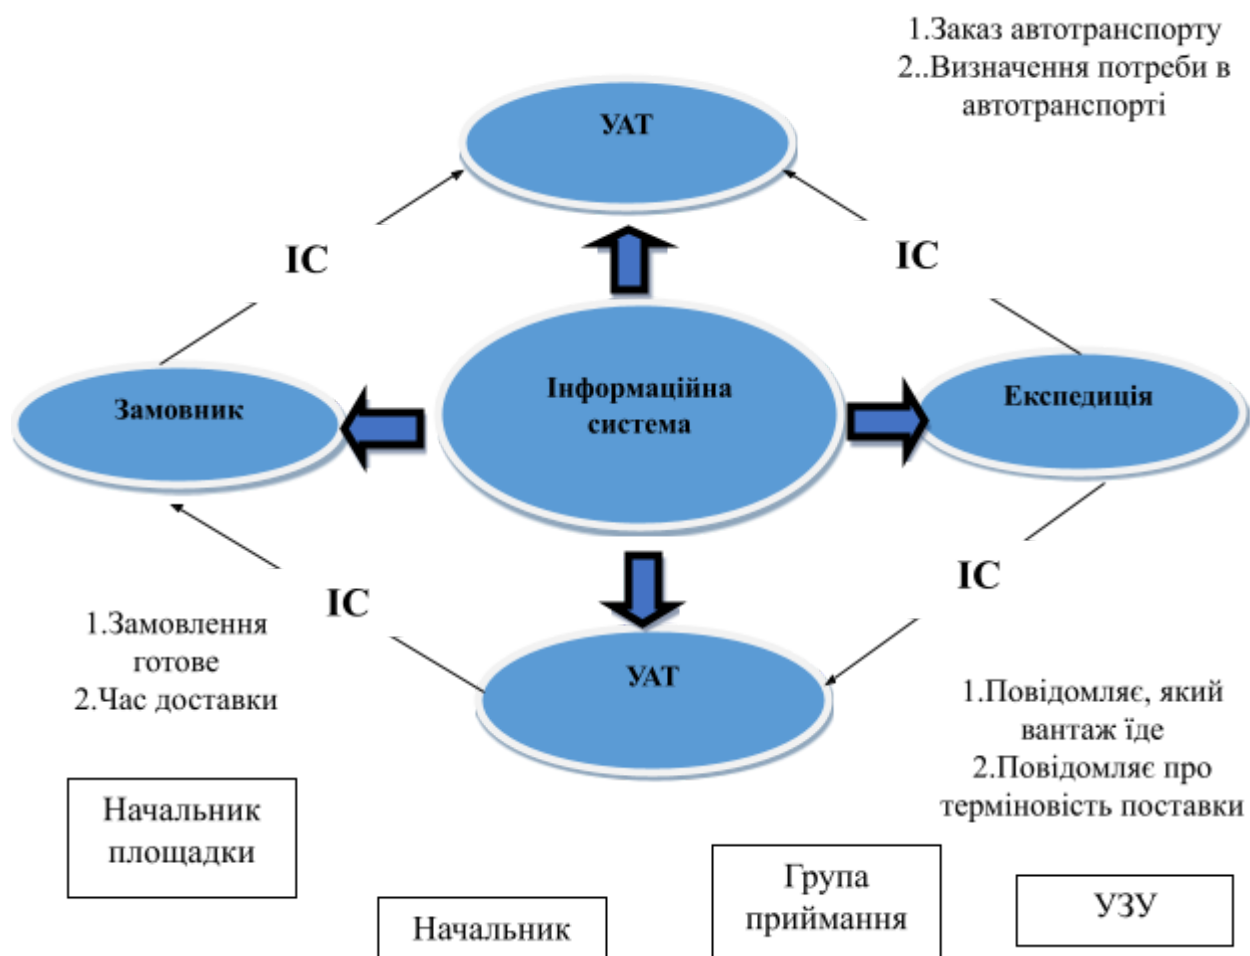 1.Заказ автотранспорту
2..Визначення потреби в
автотранспорті
УАТ
ІС
ІС
Замовник
Інформаційна
система
Експедиція
ІС
ІС
1.Замовлення
готове
2.Час доставки
УАТ
1.Повідомляє, який
вантаж їде
2.Повідомляє про
терміновість поставки
Начальник
площадки
Начальник
Група
приймання
УЗУ